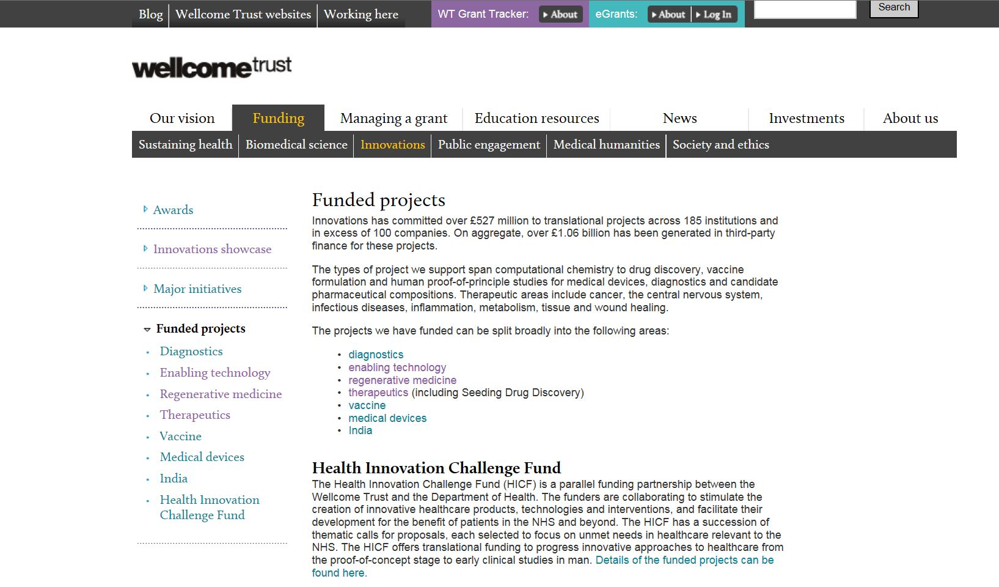 Blog
Wellcome Trust websites
Working here
WT Grant Tracker:
About
eGrants:
About
Log In
Search
wellcometrust
Our vision
Funding
Managing a grant
Education resources
News
Investments
About us
Sustaining health
Biomedical science
Innovations
Public engagement
Medical humanities
Society and ethics
Awards
Innovations showcase
Major initiatives
Funded projects
Diagnostics
Enabling technology
Regenerative medicine
Therapeutics
Vaccine
Medical devices
India
Health Innovation
Challenge Fund
Funded projects
Innovations has committed over £527 million to translational projects across 185 institutions and
in excess of 100 companies. On aggregate, over £1.06 billion has been generated in third-party
finance for these projects.
The types of project we support span computational chemistry to drug discovery, vaccine
formulation and human proof-of-principle studies for medical devices, diagnostics and candidate
pharmaceutical compositions. Therapeutic areas include cancer, the central nervous system,
infectious diseases, inflammation, metabolism, tissue and wound healing.
The projects we have funded can be split broadly into the following areas:
• diagnostics
• enabling technology
• regenerative medicine
• therapeutics (including Seeding Drug Discovery)
• vaccine
• medical devices
• India
Health Innovation Challenge Fund
The Health Innovation Challenge Fund (HICF) is a parallel funding partnership between the
Wellcome Trust and the Department of Health. The funders are collaborating to stimulate the
creation of innovative healthcare products, technologies and interventions, and facilitate their
development for the benefit of patients in the NHS and beyond. The HICF has a succession of
thematic calls for proposals, each selected to focus on unmet needs in healthcare relevant to the
NHS. The HICF offers translational funding to progress innovative approaches to healthcare from
the proof-of-concept stage to early clinical studies in man. Details of the funded projects can be
found here.